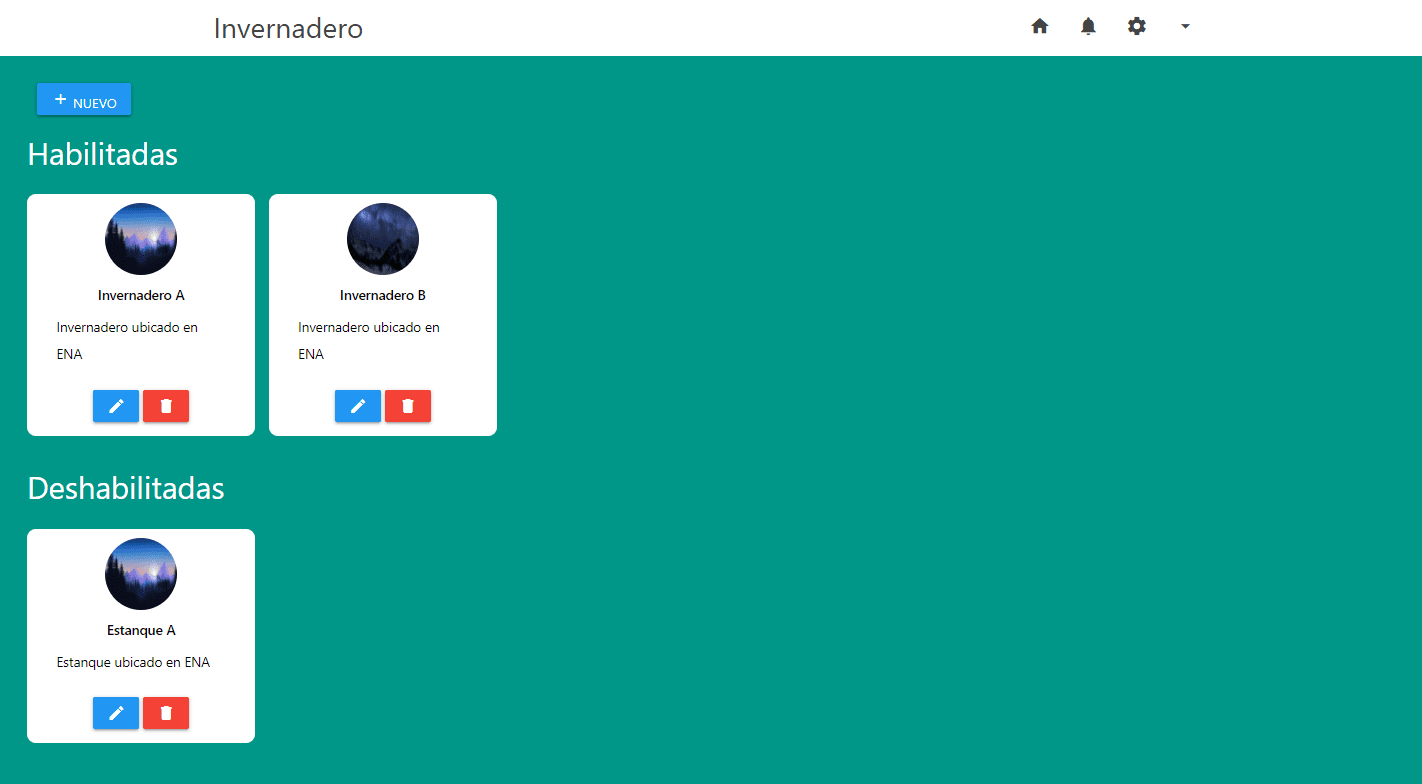 Invernadero
NUEVO
Habilitadas
Invernadero A
Invernadero ubicado en
ENA
Invernadero B
Invernadero ubicado en
ENA
Deshabilitadas
Estanque A
Estanque ubicado en ENA